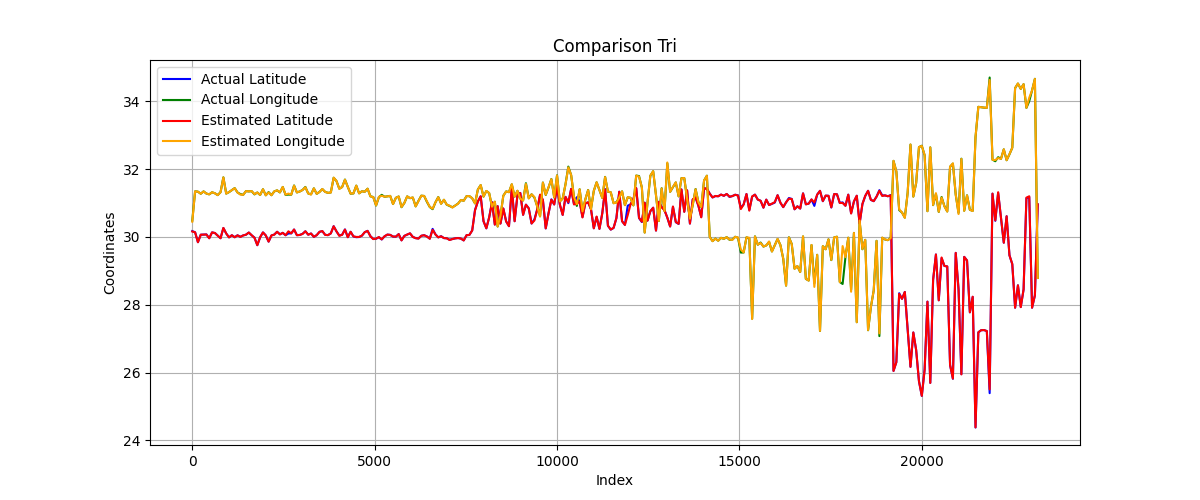 Comparison Tri
Actual Latitude
Actual Longitude
Estimated Latitude
Estimated Longitude
34
32
30
28
26
24
Coordinates
0
5000
10000
15000
20000
Index